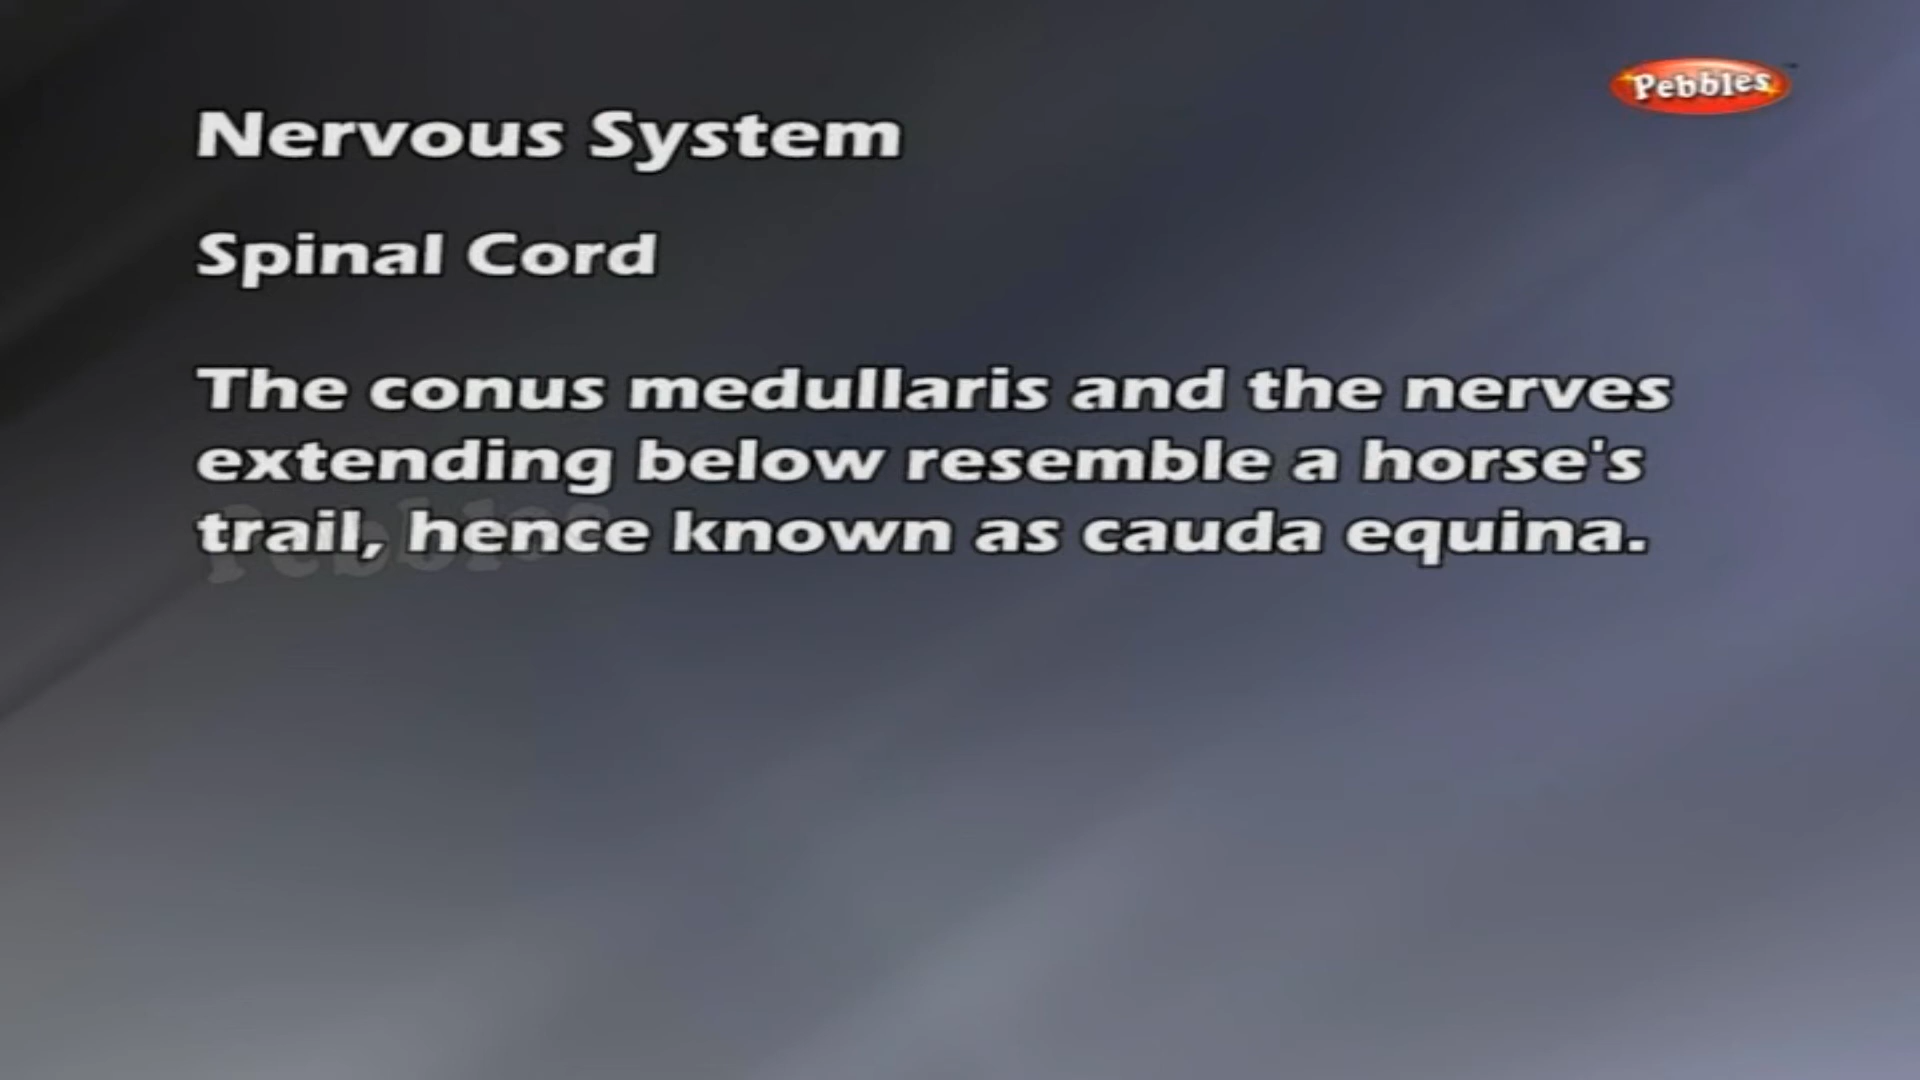 Pebbles
Nervous System
Spinal Cord
The conus medullaris and the nerves
extending below resemble a horse's
trail, hence known as cauda equina.
Pebbles